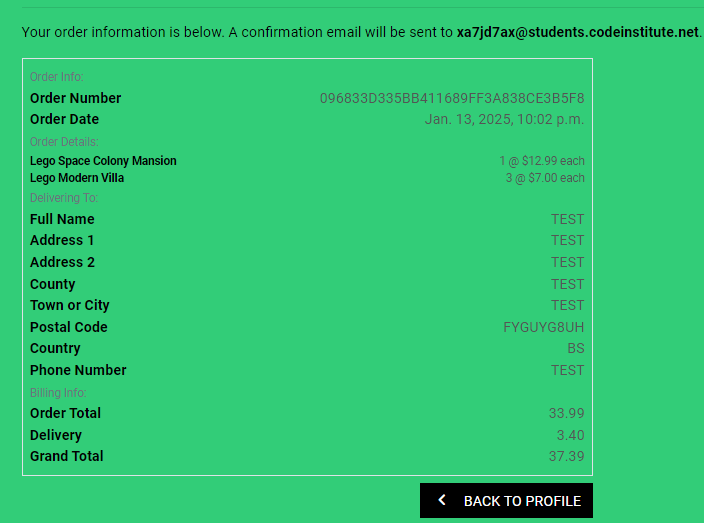 Your order information is below. A confirmation email will be sent to xa7jd7ax@students.codeinstitute.net.
Order Info:
Order Number 096833D335BB411689FF3A838CE3B5F8
Order Date Jan. 13, 2025, 10:02 p.m.
Order Details:
Lego Space Colony Mansion 1 @ $12.99 each
Lego Modern Villa 3 @ $7.00 each
Delivering To:
Full Name TEST
Address 1 TEST
Address 2 TEST
County TEST
Town or City TEST
Postal Code FYGUYG8UH
Country BS
Phone Number TEST
Billing Info:
Order Total 33.99
Delivery 3.40
Grand Total 37.39
BACK TO PROFILE